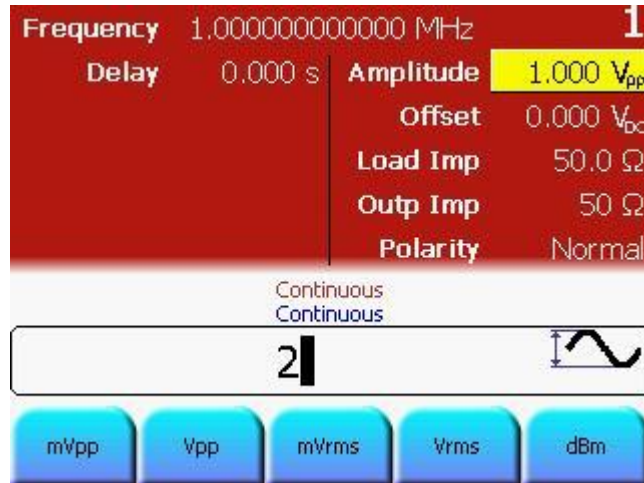 Frequency 1.000000000000 MHz 1
Delay 0.000 s Amplitude 1.000 Vpp
Offset 0.000 VDC
Load Imp 50.0 Ω
Outp Imp 50 Ω
Polarity Normal
Continuous
Continuous
2
mVpp Vpp mVrms Vrms dBm